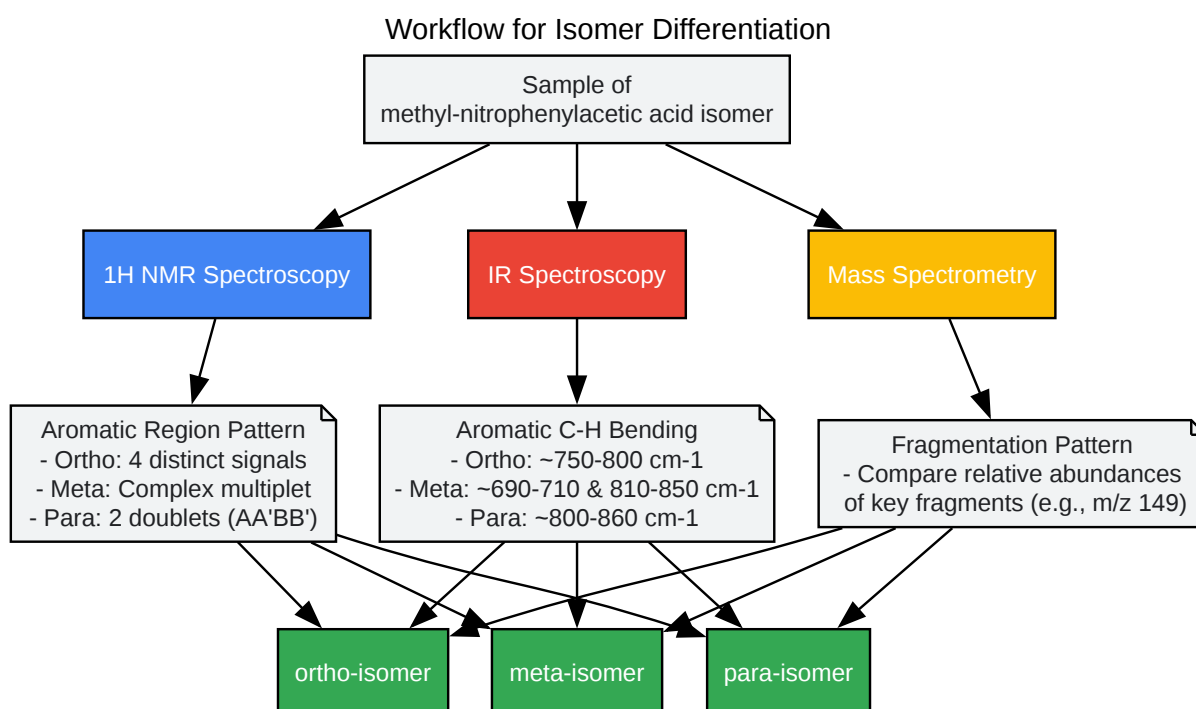 Workflow for Isomer Differentiation
Sample of
methyl-nitrophenylacetic acid isomer
1H NMR Spectroscopy
IR Spectroscopy
Mass Spectrometry
Aromatic Region Pattern
- Ortho: 4 distinct signals
- Meta: Complex multiplet
- Para: 2 doublets (AA'BB')
Aromatic C-H Bending
- Ortho: ~750-800 cm-1
- Meta: ~690-710 & 810-850 cm-1
- Para: ~800-860 cm-1
Fragmentation Pattern
- Compare relative abundances
of key fragments (e.g., m/z 149)
ortho-isomer
meta-isomer
para-isomer